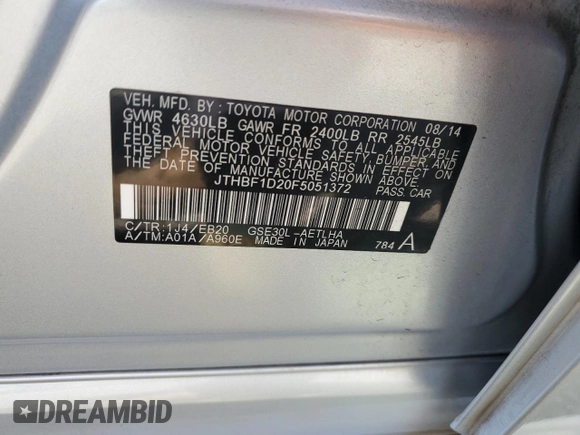 VEH. MFD. BY : TOYOTA MOTOR CORPORATION 08/14
GVWR 4630LB GAWR FR 2400LB RR 2545LB
THIS VEHICLE CONFORMS TO ALL APPLICABLE
FEDERAL MOTOR VEHICLE SAFETY, BUMPER, AND
THEFT PREVENTION STANDARDS IN EFFECT ON
THE DATE OF MANUFACTURE SHOWN ABOVE.
JTHBF1D20F5051372 PASS. CAR
C/TR:1J4/EB20 GSE30L-AETLHA
A/TM:A01A/A960E MADE IN JAPAN 784 A
DREAMBID